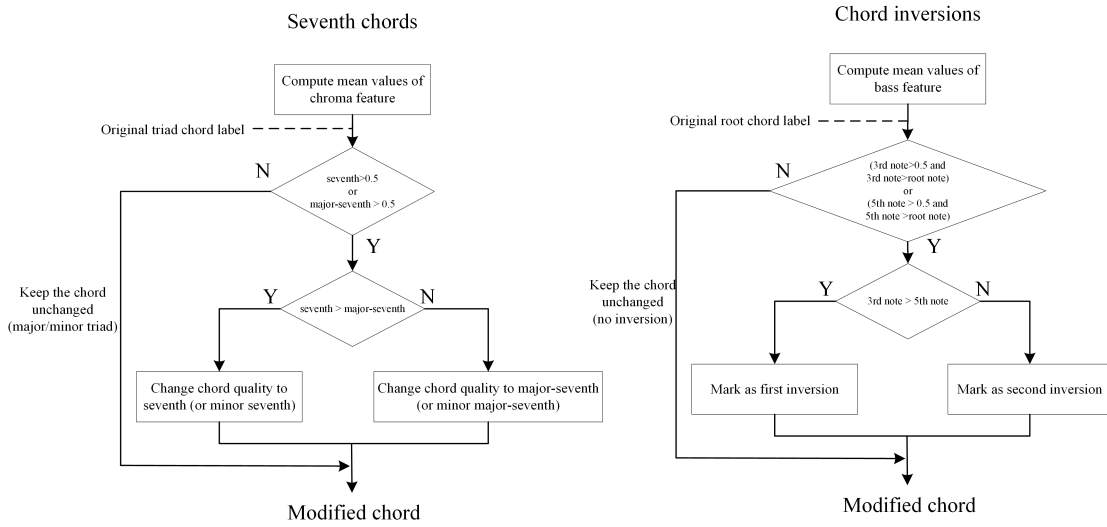 Seventh chords
Compute mean values of
chroma feature
Original triad chord label
N
seventh>0.5
or
major-seventh > 0.5
Y
Keep the chord
unchanged
(major/minor triad)
Y
seventh > major-seventh
N
Change chord quality to
seventh (or minor seventh)
Change chord quality to major-seventh
(or minor major-seventh)
Modified chord
Chord inversions
Compute mean values of
bass feature
Original root chord label
N
(3rd note>0.5 and
3rd note>root note)
or
(5th note > 0.5 and
5th note >root note)
Y
Keep the chord
unchanged
(no inversion)
Y
3rd note > 5th note
N
Mark as first inversion
Mark as second inversion
Modified chord